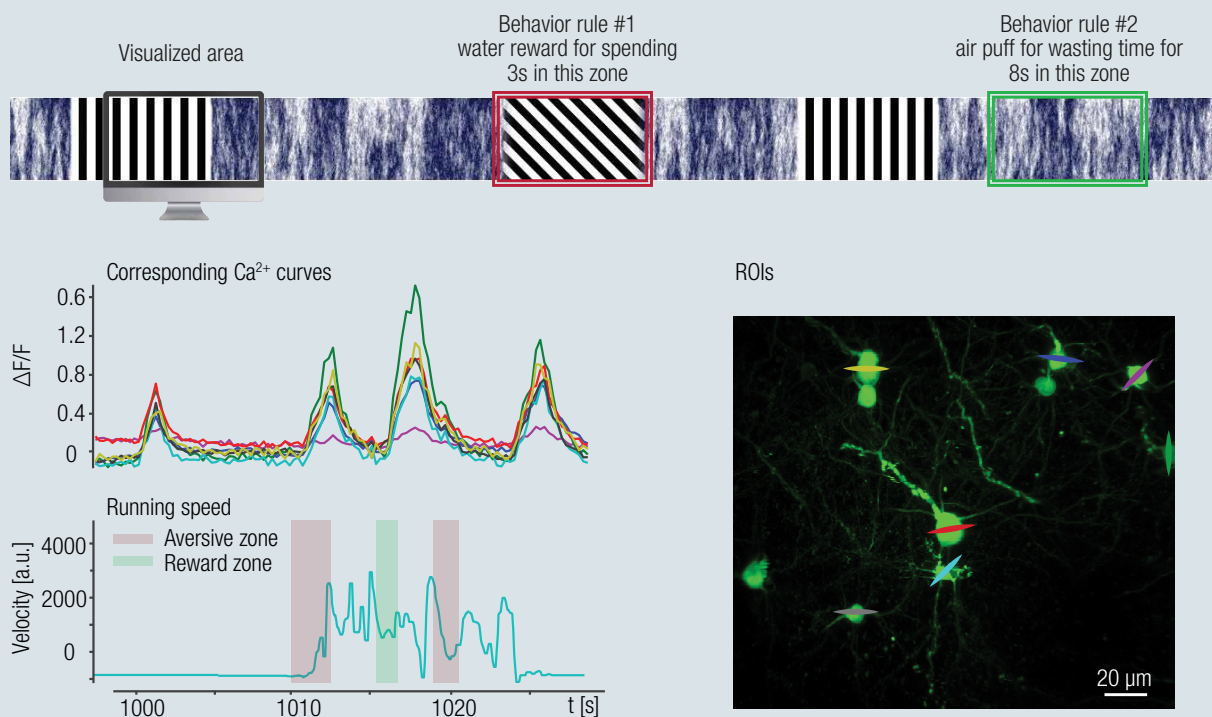 Visualized area
Behavior rule #1
water reward for spending
3s in this zone
Behavior rule #2
air puff for wasting time for
8s in this zone
Corresponding Ca²⁺ curves
ΔF/F
0.6
1.2
0.8
0.4
0
Running speed
Aversive zone
Reward zone
Velocity [a.u.]
4000
2000
0
1000
1010
1020
t [s]
ROIs
20 µm